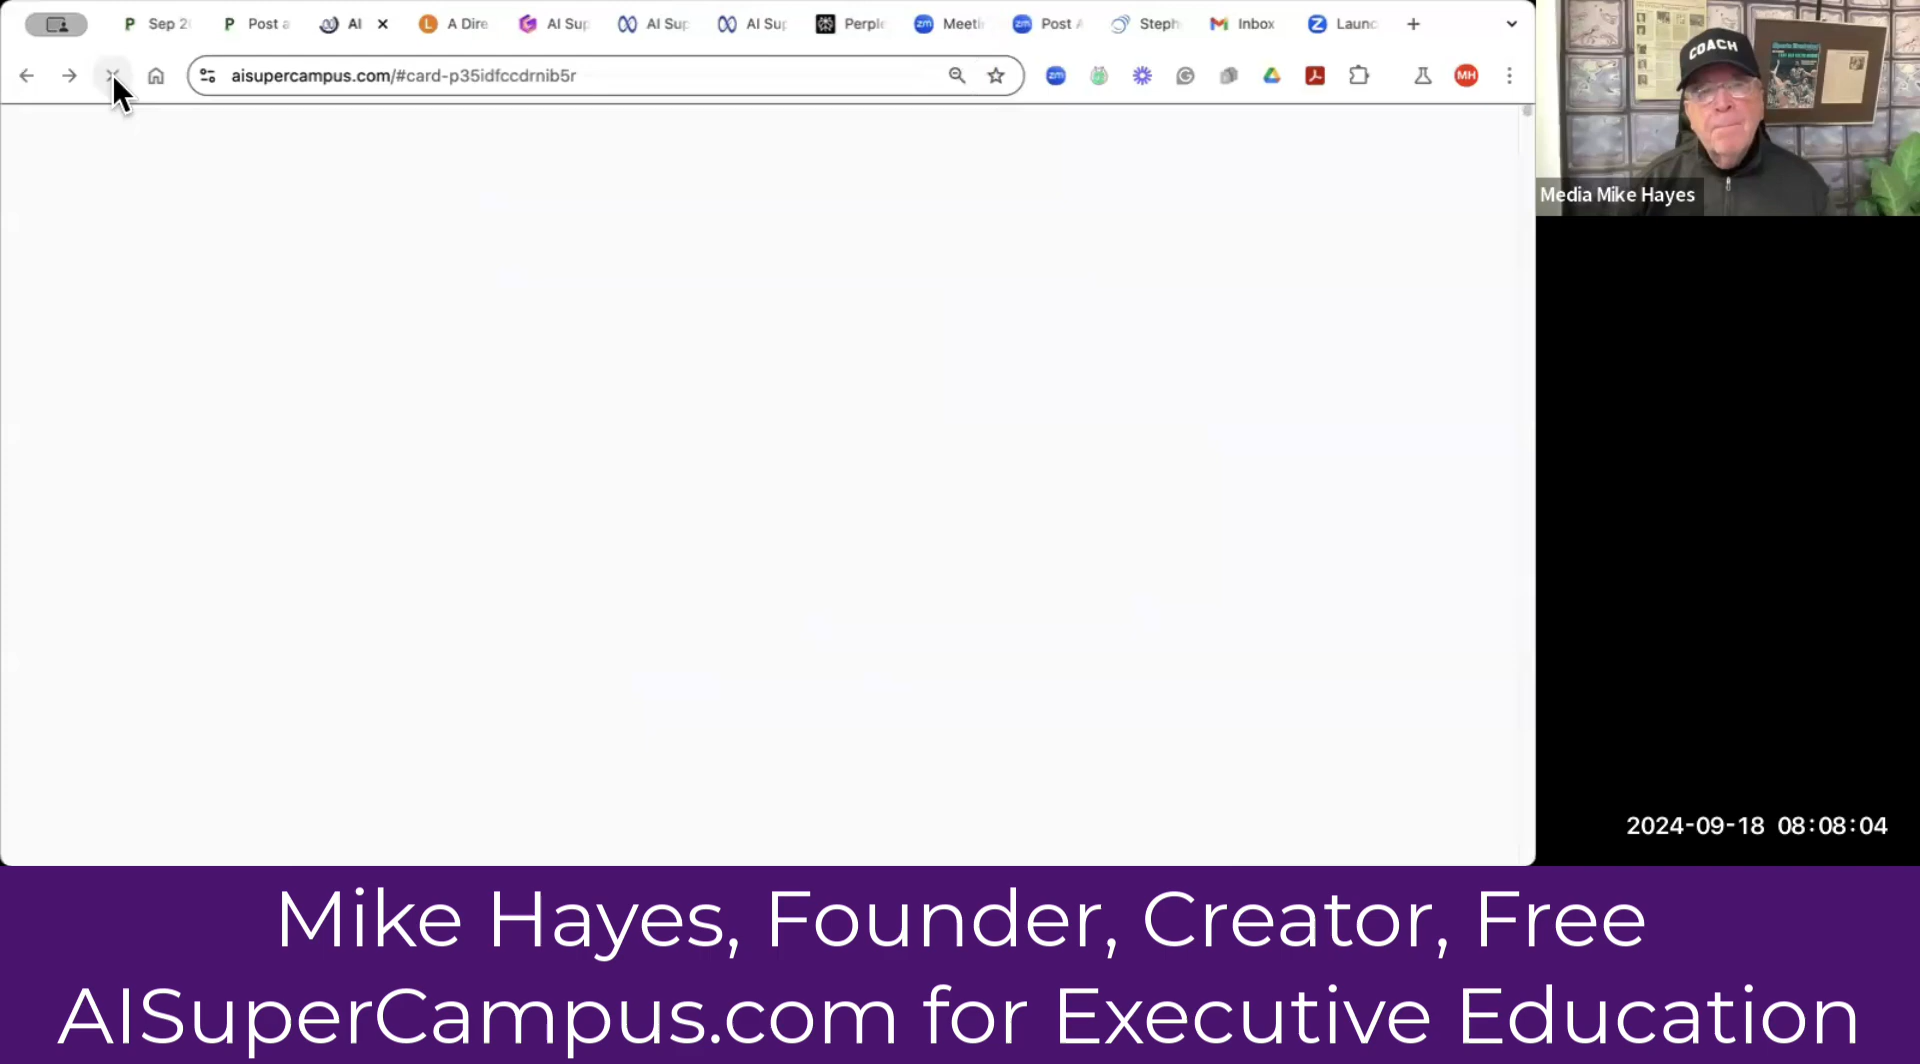 Sep 2
Post a
AI
A Dire
AI Sup
AI Sup
AI Sup
Perple
Meetin
Post A
Steph
Inbox
Launc
aisupercampus.com/#card-p35idfccdrnib5r
zm
MH
COACH
Media Mike Hayes
2024-09-18 08:08:04
Mike Hayes, Founder, Creator, Free
AISuperCampus.com for Executive Education